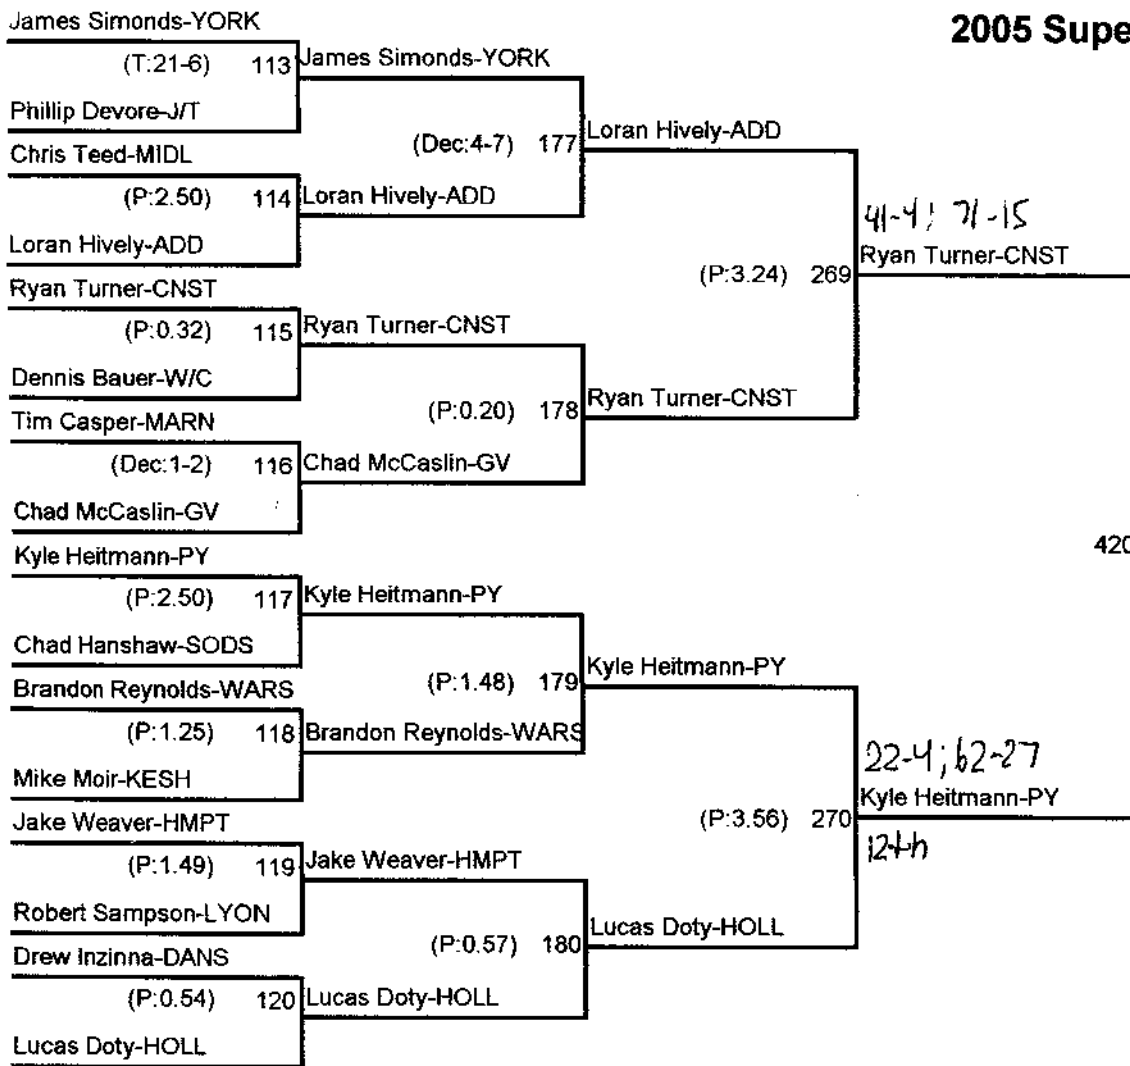 2005 Supe
James Simonds-YORK
(T:21-6) 113 James Simonds-YORK
Phillip Devore-J/T
(Dec:4-7) 177 Loran Hively-ADD
Chris Teed-MIDL
(P:2.50) 114 Loran Hively-ADD
Loran Hively-ADD
41-4; 71-15
(P:3.24) 269 Ryan Turner-CNST
Ryan Turner-CNST
(P:0.32) 115 Ryan Turner-CNST
Dennis Bauer-W/C
(P:0.20) 178 Ryan Turner-CNST
Tim Casper-MARN
(Dec:1-2) 116 Chad McCaslin-GV
Chad McCaslin-GV
420
Kyle Heitmann-PY
(P:2.50) 117 Kyle Heitmann-PY
Chad Hanshaw-SODS
(P:1.48) 179 Kyle Heitmann-PY
Brandon Reynolds-WARS
(P:1.25) 118 Brandon Reynolds-WARS
Mike Moir-KESH
22-4; 62-27
(P:3.56) 270 Kyle Heitmann-PY
12th
Jake Weaver-HMPT
(P:1.49) 119 Jake Weaver-HMPT
Robert Sampson-LYON
(P:0.57) 180 Lucas Doty-HOLL
Drew Inzinna-DANS
(P:0.54) 120 Lucas Doty-HOLL
Lucas Doty-HOLL